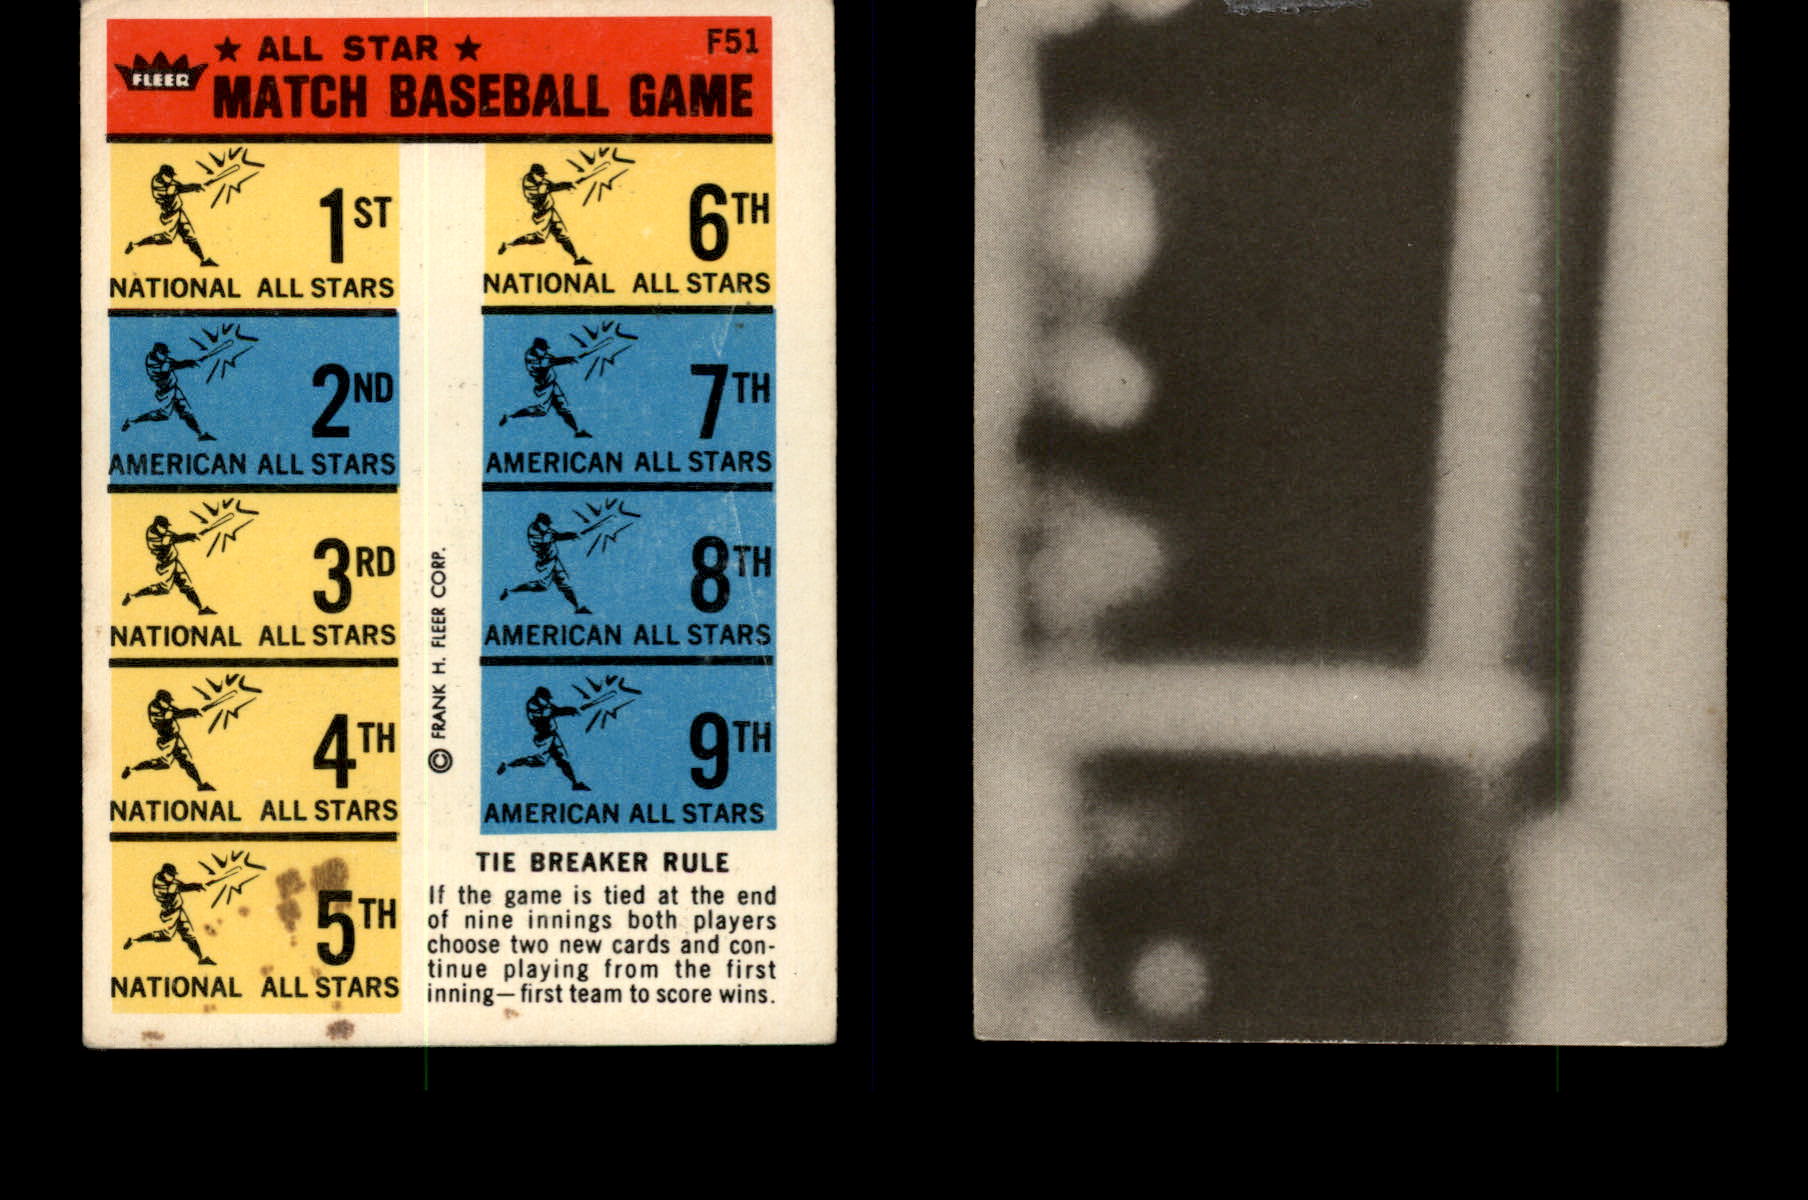 ★ ALL STAR ★
F51
FLEER
MATCH BASEBALL GAME
1ST
NATIONAL ALL STARS
2ND
AMERICAN ALL STARS
3RD
NATIONAL ALL STARS
4TH
NATIONAL ALL STARS
5TH
NATIONAL ALL STARS
© FRANK H. FLEER CORP.
6TH
NATIONAL ALL STARS
7TH
AMERICAN ALL STARS
8TH
AMERICAN ALL STARS
9TH
AMERICAN ALL STARS
TIE BREAKER RULE
If the game is tied at the end
of nine innings both players
choose two new cards and con-
tinue playing from the first
inning—first team to score wins.